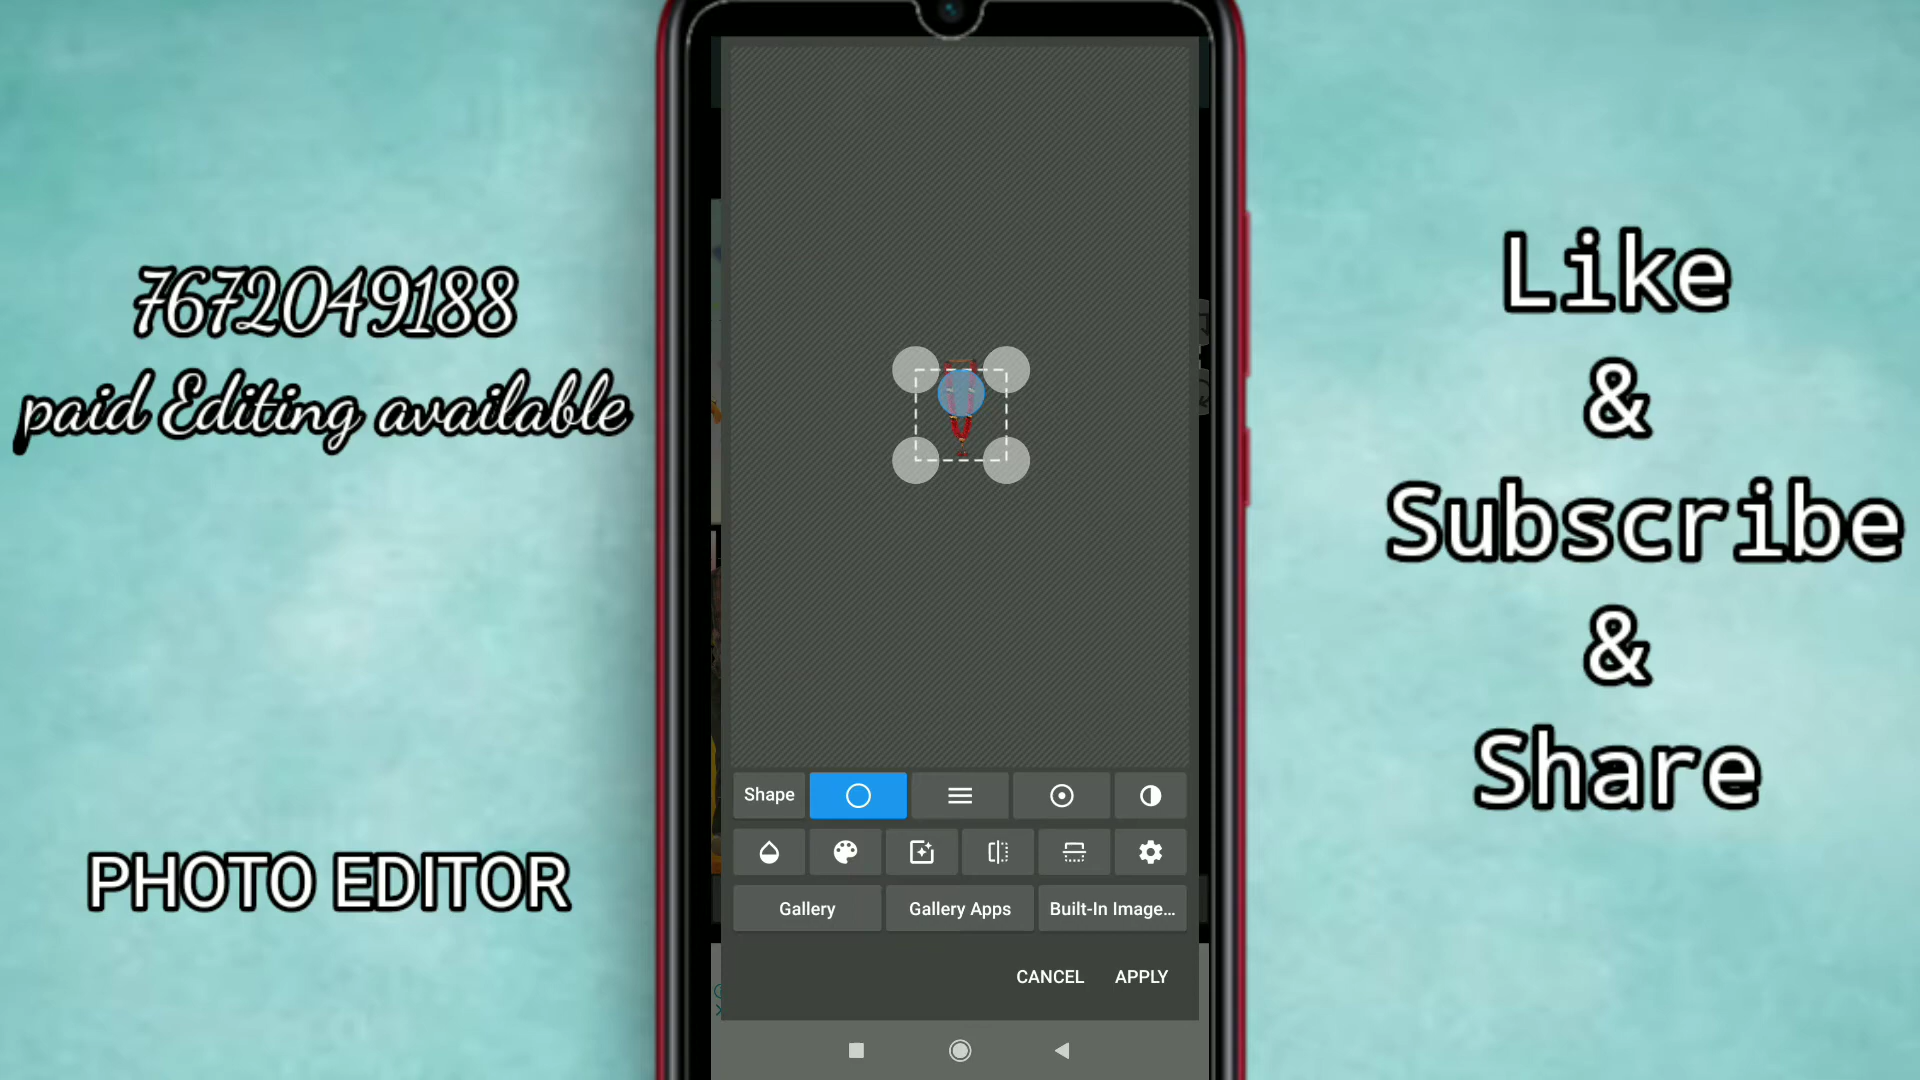 7672049188
paid Editing available
PHOTO EDITOR
Shape
Gallery
Gallery Apps
Built-In Image...
CANCEL
APPLY
Like
&
Subscribe
&
Share